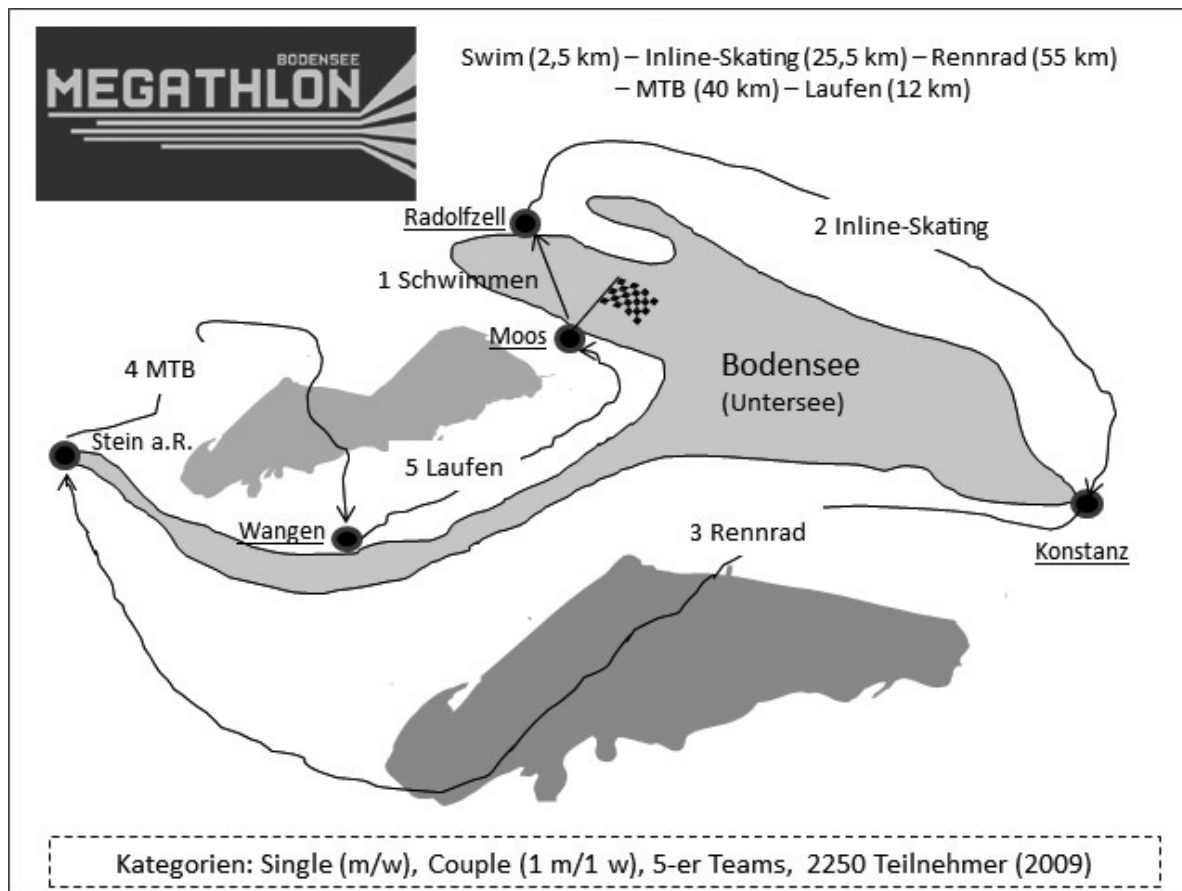 BODENSEE
MEGATHLON
Swim (2,5 km) – Inline-Skating (25,5 km) – Rennrad (55 km)
– MTB (40 km) – Laufen (12 km)
Radolfzell
2 Inline-Skating
1 Schwimmen
Moos
4 MTB
Bodensee
(Untersee)
Stein a.R.
5 Laufen
Wangen
3 Rennrad
Konstanz
Kategorien: Single (m/w), Couple (1 m/1 w), 5-er Teams, 2250 Teilnehmer (2009)